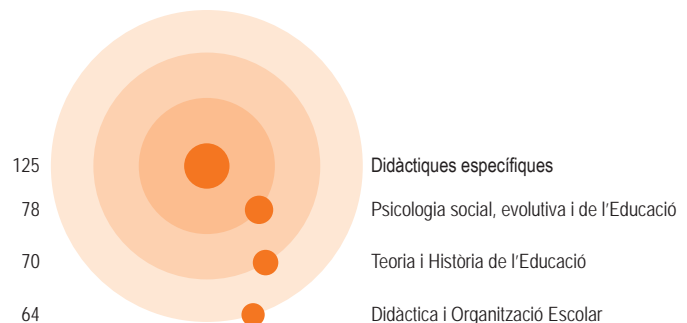 125 Didàctiques específiques
78 Psicologia social, evolutiva i de l'Educació
70 Teoria i Història de l'Educació
64 Didàctica i Organització Escolar